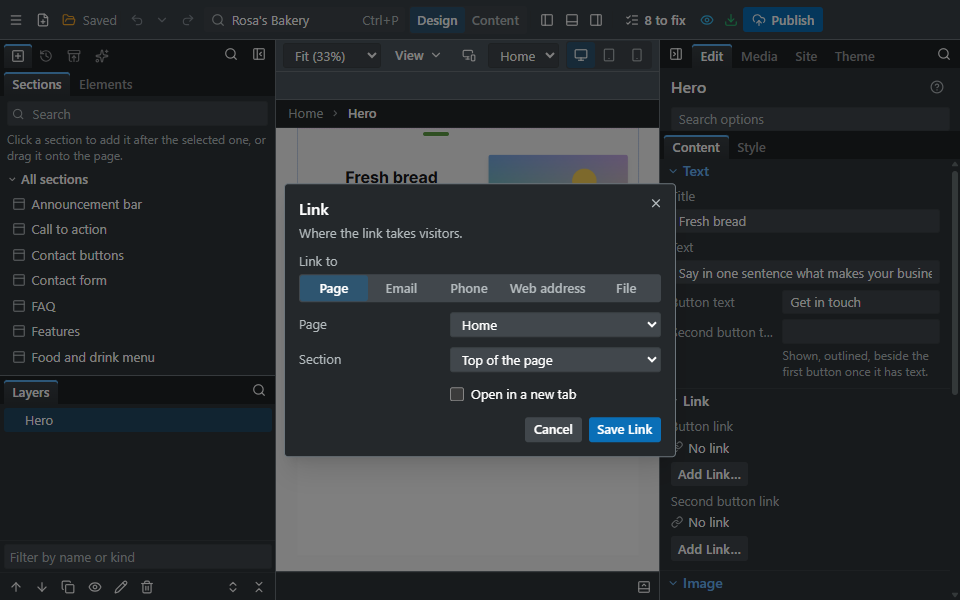 Saved
Rosa's Bakery
Ctrl+P
Design
Content
8 to fix
Publish
Sections
Elements
Search
Click a section to add it after the selected one, or
drag it onto the page.
All sections
Announcement bar
Call to action
Contact buttons
Contact form
FAQ
Features
Food and drink menu
Layers
Hero
Filter by name or kind
Fit (33%)
View
Home
Home
Hero
Fresh bread
Link
Where the link takes visitors.
Link to
Page
Email
Phone
Web address
File
Page
Home
Section
Top of the page
Open in a new tab
Cancel
Save Link
Edit
Media
Site
Theme
Hero
Search options
Content
Style
Text
Title
Fresh bread
Text
Say in one sentence what makes your busine
Button text
Get in touch
Second button t...
Shown, outlined, beside the
first button once it has text.
Link
Button link
No link
Add Link...
Second button link
No link
Add Link...
Image